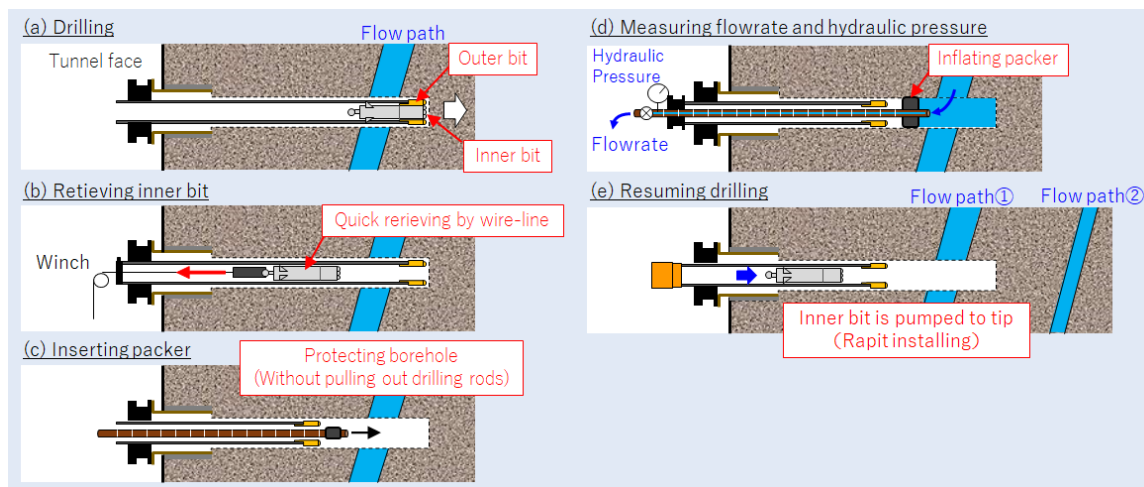 (a) Drilling
Flow path
Tunnel face
Outer bit
Inner bit
(b) Retieving inner bit
Quick rerieving by wire-line
Winch
(c) Inserting packer
Protecting borehole
(Without pulling out drilling rods)
(d) Measuring flowrate and hydraulic pressure
Hydraulic
Pressure
Inflating packer
Flowrate
(e) Resuming drilling
Flow path①
Flow path②
Inner bit is pumped to tip
(Rapit installing)